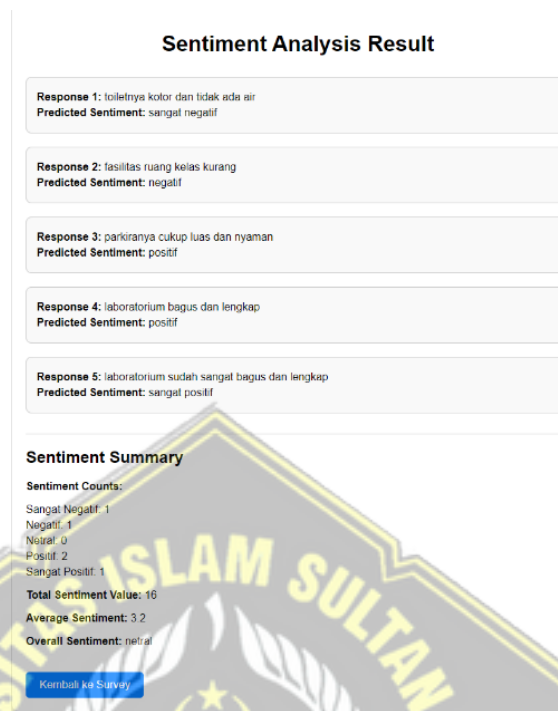 Sentiment Analysis Result
Response 1: toiletnya kotor dan tidak ada air
Predicted Sentiment: sangat negatif
Response 2: fasilitas ruang kelas kurang
Predicted Sentiment: negatif
Response 3: parkiranya cukup luas dan nyaman
Predicted Sentiment: positif
Response 4: laboratorium bagus dan lengkap
Predicted Sentiment: positif
Response 5: laboratorium sudah sangat bagus dan lengkap
Predicted Sentiment: sangat positif
Sentiment Summary
Sentiment Counts:
Sangat Negatif: 1
Negatif: 1
Netral: 0
Positif: 2
Sangat Positif: 1
Total Sentiment Value: 16
Average Sentiment: 3.2
Overall Sentiment: netral
Kembali ke Survey
ISLAM SULTAN